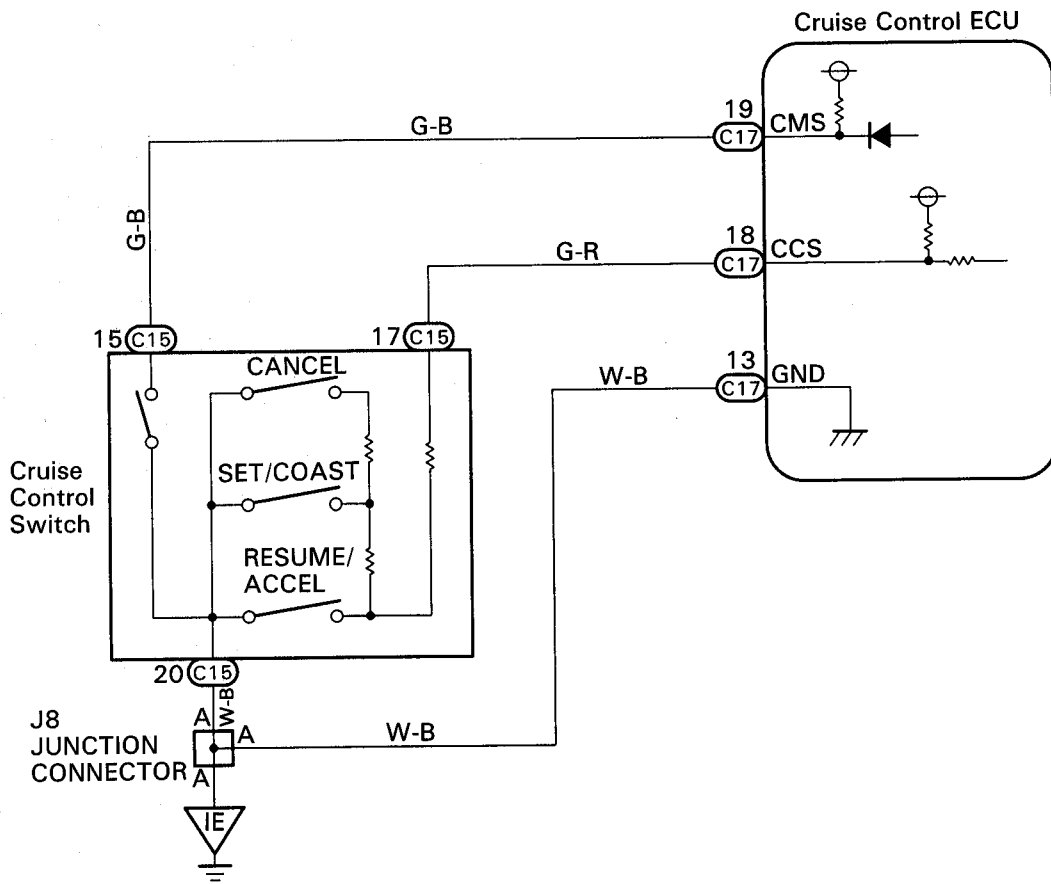 Cruise Control ECU
G-B
19
C17
CMS
G-B
G-R
18
C17
CCS
15
C15
17
C15
W-B
13
C17
GND
CANCEL
SET/COAST
RESUME/
ACCEL
Cruise
Control
Switch
20
C15
W-B
J8
JUNCTION
CONNECTOR
A
A
A
W-B
IE